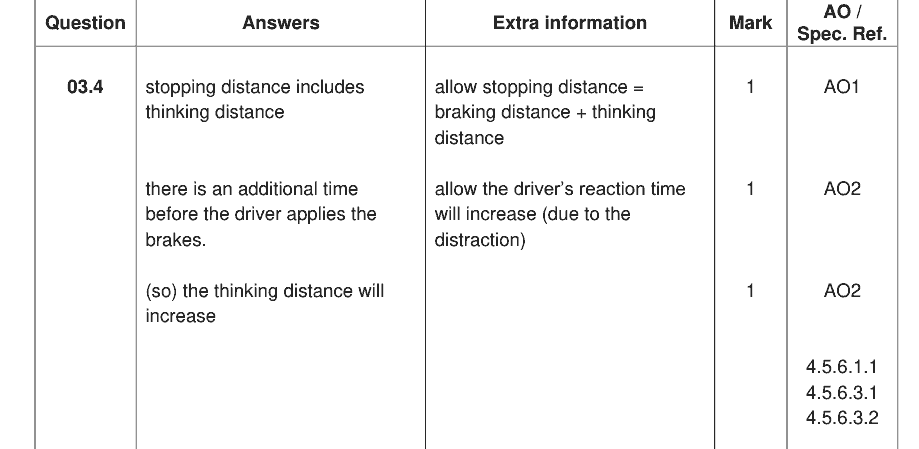 Question Answers Extra information Mark AO /
Spec. Ref.
03.4 stopping distance includes allow stopping distance = 1 AO1
thinking distance braking distance + thinking
distance
there is an additional time allow the driver’s reaction time 1 AO2
before the driver applies the will increase (due to the
brakes. distraction)
(so) the thinking distance will 1 AO2
increase
4.5.6.1.1
4.5.6.3.1
4.5.6.3.2